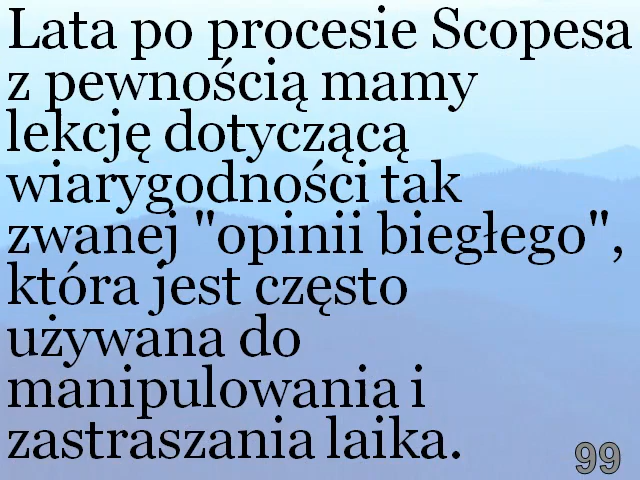 Lata po procesie Scopesa
z pewnością mamy
lekcję dotyczącą
wiarygodności tak
zwanej "opinii biegłego",
która jest często
używana do
manipulowania i
zastraszania laika.
99